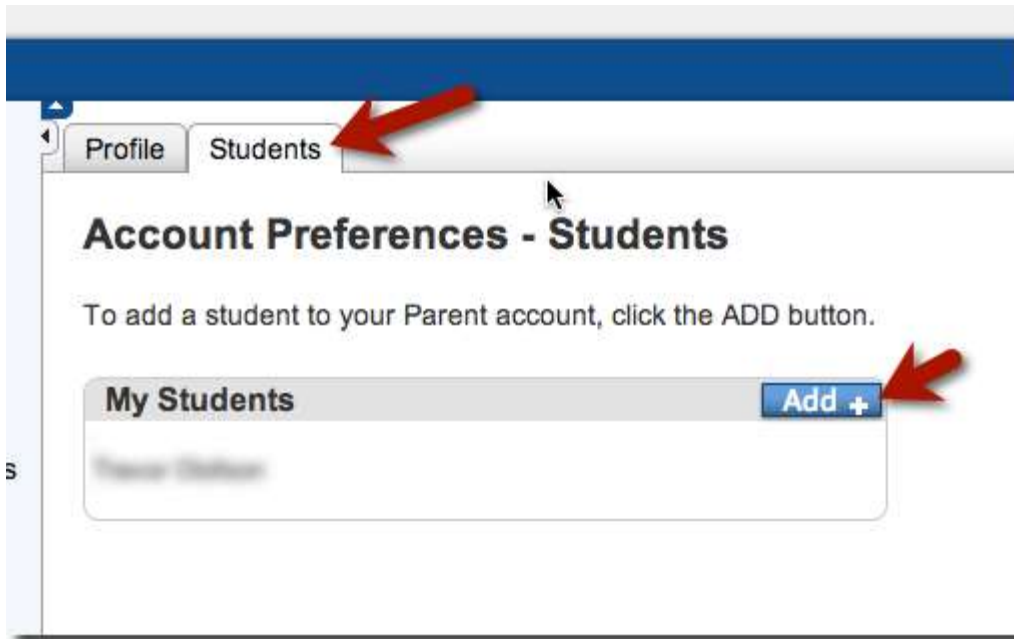 Profile Students
Account Preferences - Students
To add a student to your Parent account, click the ADD button.
My Students Add +
s